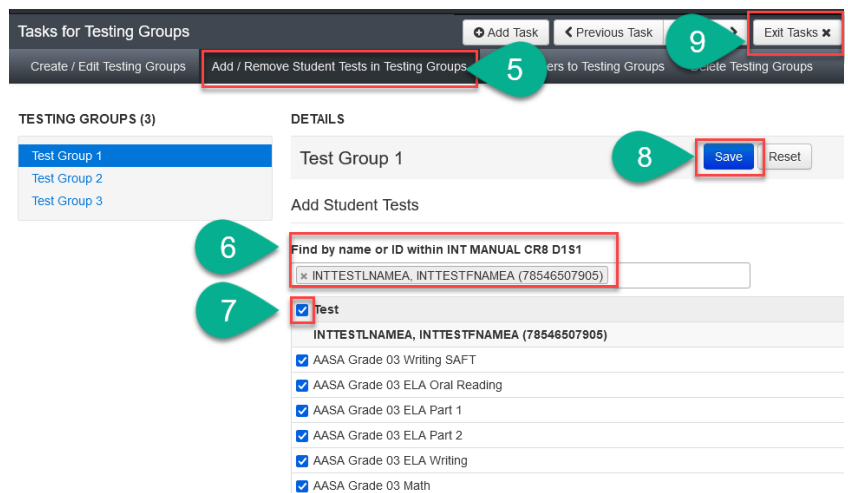 Tasks for Testing Groups
Add Task Previous Task 9 Exit Tasks
Create / Edit Testing Groups Add / Remove Student Tests in Testing Groups 5 to Testing Groups Testing Groups
TESTING GROUPS (3)
DETAILS
Test Group 1
Test Group 2
Test Group 3
Test Group 1
8 Save Reset
Add Student Tests
6 Find by name or ID within INT MANUAL CR8 D1S1
× INTTESTLNAMEA, INTTESTFNAMEA (78546507905)
7 Test
INTTESTLNAMEA, INTTESTFNAMEA (78546507905)
AASA Grade 03 Writing SAFT
AASA Grade 03 ELA Oral Reading
AASA Grade 03 ELA Part 1
AASA Grade 03 ELA Part 2
AASA Grade 03 ELA Writing
AASA Grade 03 Math